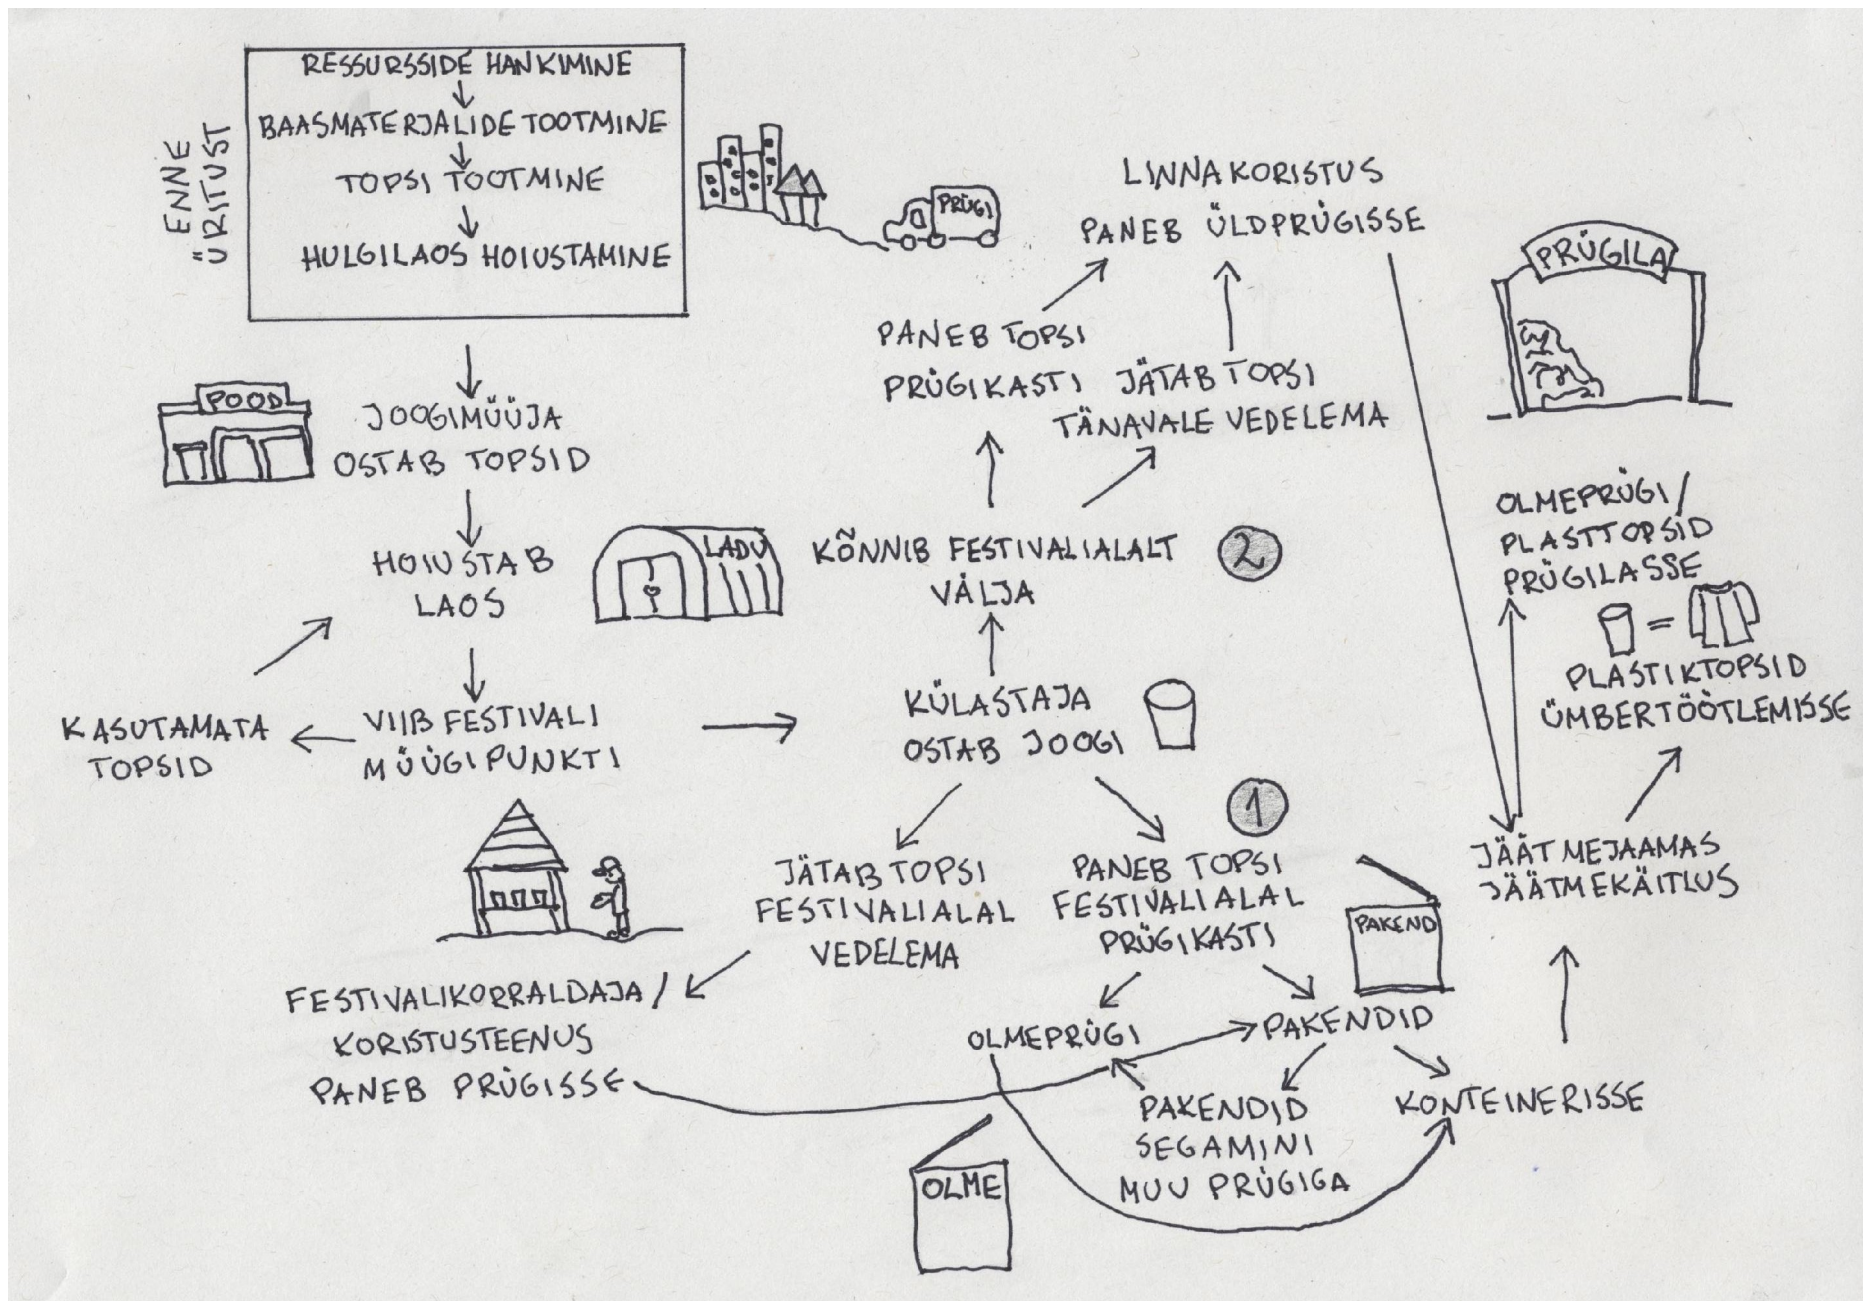 RESSURSSIDE HANKIMINE
BAASMATERJALIDE TOOTMINE
TOPSI TOOTMINE
HULGILAOS HOIUSTAMINE
ENNE
ÜRITUST
POOD
JOOGIMÜÜJA
OSTAB TOPSID
HOIUSTAB
LAOS
LADU
VIIB FESTIVALI
MÜÜGIPUNKTI
KASUTAMATA
TOPSID
KÜLASTAJA
OSTAB JOOGI
KÕNNIB FESTIVALIALALT
VÄLJA
2
PANEB TOPSI
PRÜGIKASTI
JÄTAB TOPSI
TÄNAVALE VEDELEMA
PRÜGI
LINNAKORISTUS
PANEB ÜLDPRÜGISSE
PRÜGILA
OLMEPRÜGI/
PLASTTOPSID
PRÜGILASSE
=
PLASTIKTOPSID
ÜMBERTÖÖTLEMISSE
JÄÄTMEJAAMAS
JÄÄTMEKÄITLUS
1
JÄTAB TOPSI
FESTIVALIALAL
VEDELEMA
PANEB TOPSI
FESTIVALIALAL
PRÜGIKASTI
PAKEND
FESTIVALIKORRALDAJA/
KORISTUSTEENUS
PANEB PRÜGISSE
OLMEPRÜGI
PAKENDID
PAKENDID
SEGAMINI
MUU PRÜGIGA
KONTEINERISSE
OLME